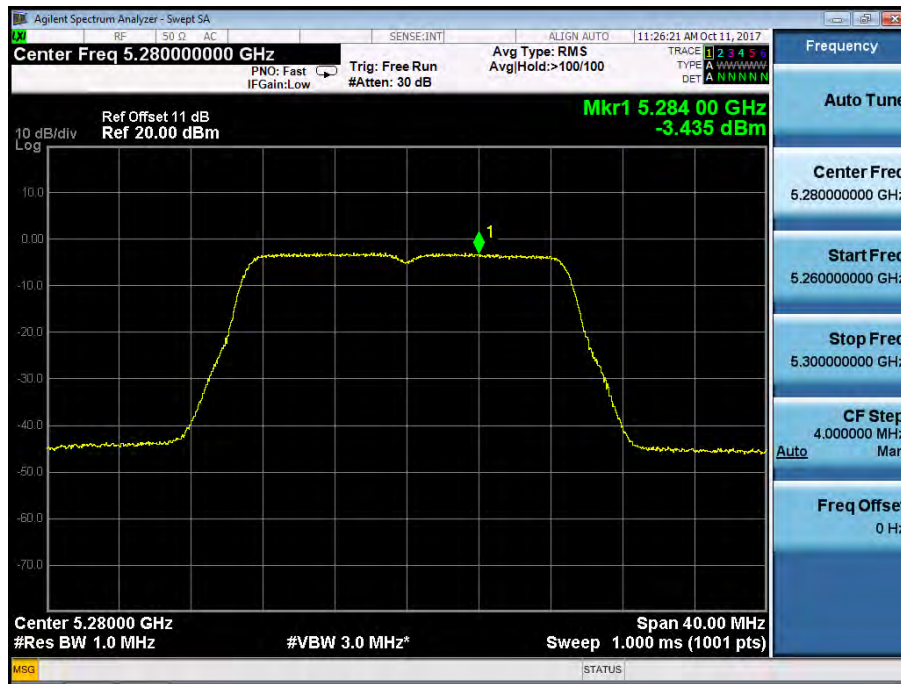 Agilent Spectrum Analyzer - Swept SA
LXI RF 50 Ω AC SENSE:INT ALIGN AUTO 11:26:21 AM Oct 11, 2017
Center Freq 5.280000000 GHz
PNO: Fast
IFGain:Low
Trig: Free Run
#Atten: 30 dB
Avg Type: RMS
Avg|Hold:>100/100
TRACE 1 2 3 4 5 6
TYPE A WWWWW
DET A N N N N N
Ref Offset 11 dB
Ref 20.00 dBm
10 dB/div
Log
Mkr1 5.284 00 GHz
-3.435 dBm
10.0
0.00
-10.0
-20.0
-30.0
-40.0
-50.0
-60.0
-70.0
1
Center 5.28000 GHz
Span 40.00 MHz
#Res BW 1.0 MHz
#VBW 3.0 MHz*
Sweep 1.000 ms (1001 pts)
MSG
STATUS
Frequency
Auto Tune
Center Freq
5.280000000 GHz
Start Freq
5.260000000 GHz
Stop Freq
5.300000000 GHz
CF Step
4.000000 MHz
Auto Man
Freq Offset
0 Hz